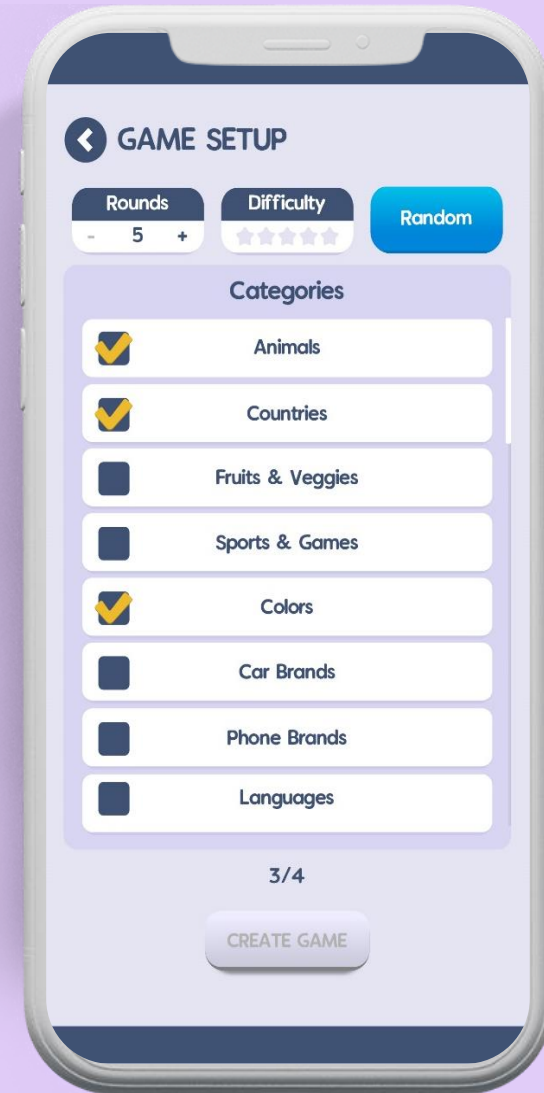 GAME SETUP
Rounds
- 5 +
Difficulty
Random
Categories
Animals
Countries
Fruits & Veggies
Sports & Games
Colors
Car Brands
Phone Brands
Languages
3/4
CREATE GAME